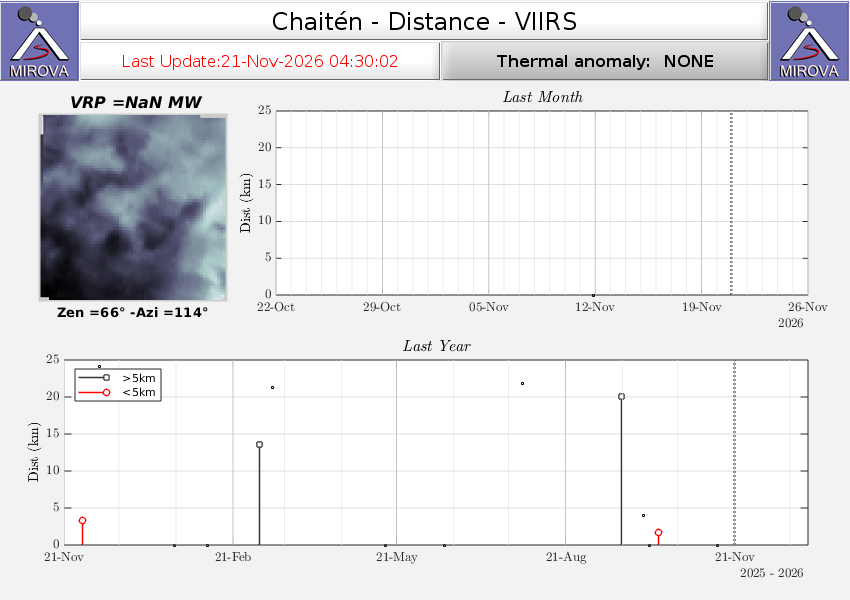 Chaitén - Distance - VIIRS
MIROVA
Last Update:21-Nov-2026 04:30:02
Thermal anomaly: NONE
MIROVA
VRP =NaN MW
Zen =66° -Azi =114°
Last Month
Dist (km)
25
20
15
10
5
0
22-Oct 29-Oct 05-Nov 12-Nov 19-Nov 26-Nov
2026
Last Year
Dist (km)
25
20
15
10
5
0
>5km
<5km
21-Nov 21-Feb 21-May 21-Aug 21-Nov
2025 - 2026